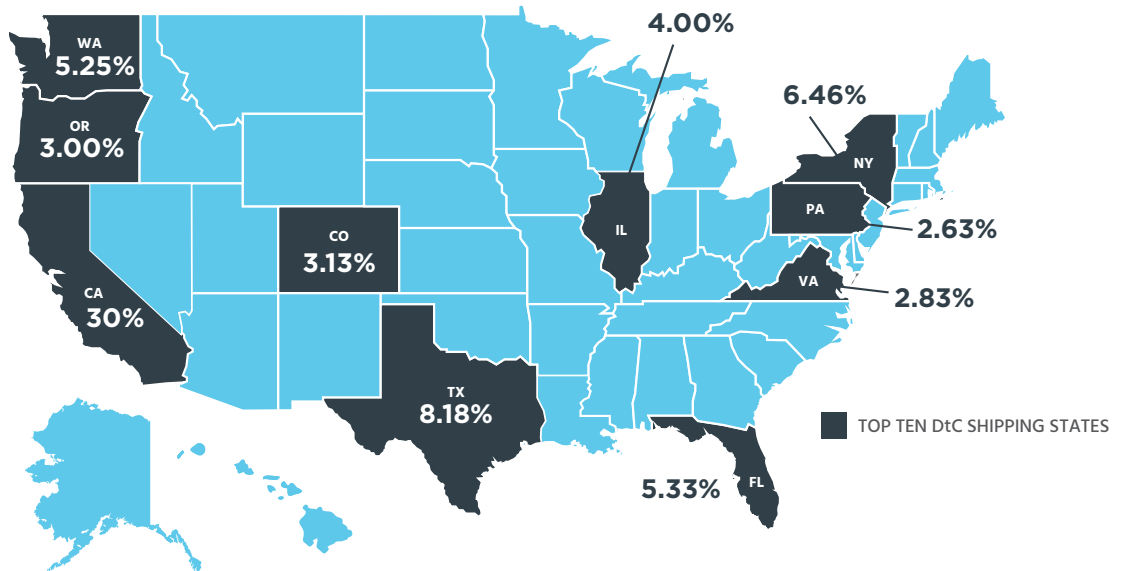 4.00%
WA
5.25%
6.46%
OR
3.00%
NY
PA
2.63%
IL
CO
3.13%
VA
2.83%
CA
30%
TX
8.18%
TOP TEN DtC SHIPPING STATES
FL
5.33%